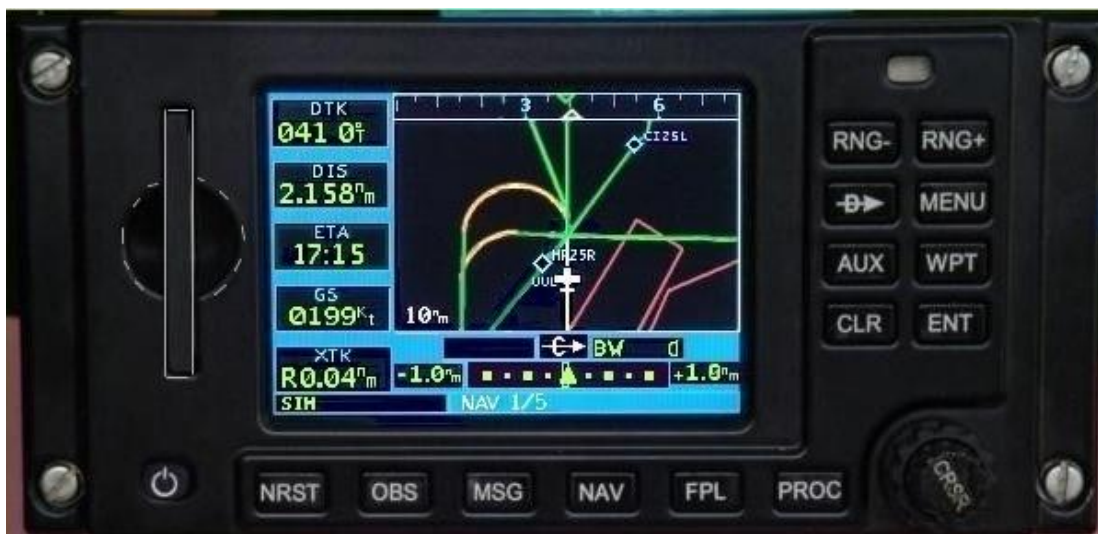 DTK
041 0°T
DIS
2.158nm
ETA
17:15
GS
0199Kt
XTK
R0.04nm
3
6
CI25L
10nm
BW d
-1.0nm
+1.0nm
NAV 1/5
RNG-
RNG+
D
MENU
AUX
WPT
CLR
ENT
NRST
OBS
MSG
NAV
FPL
PROC
CRSR